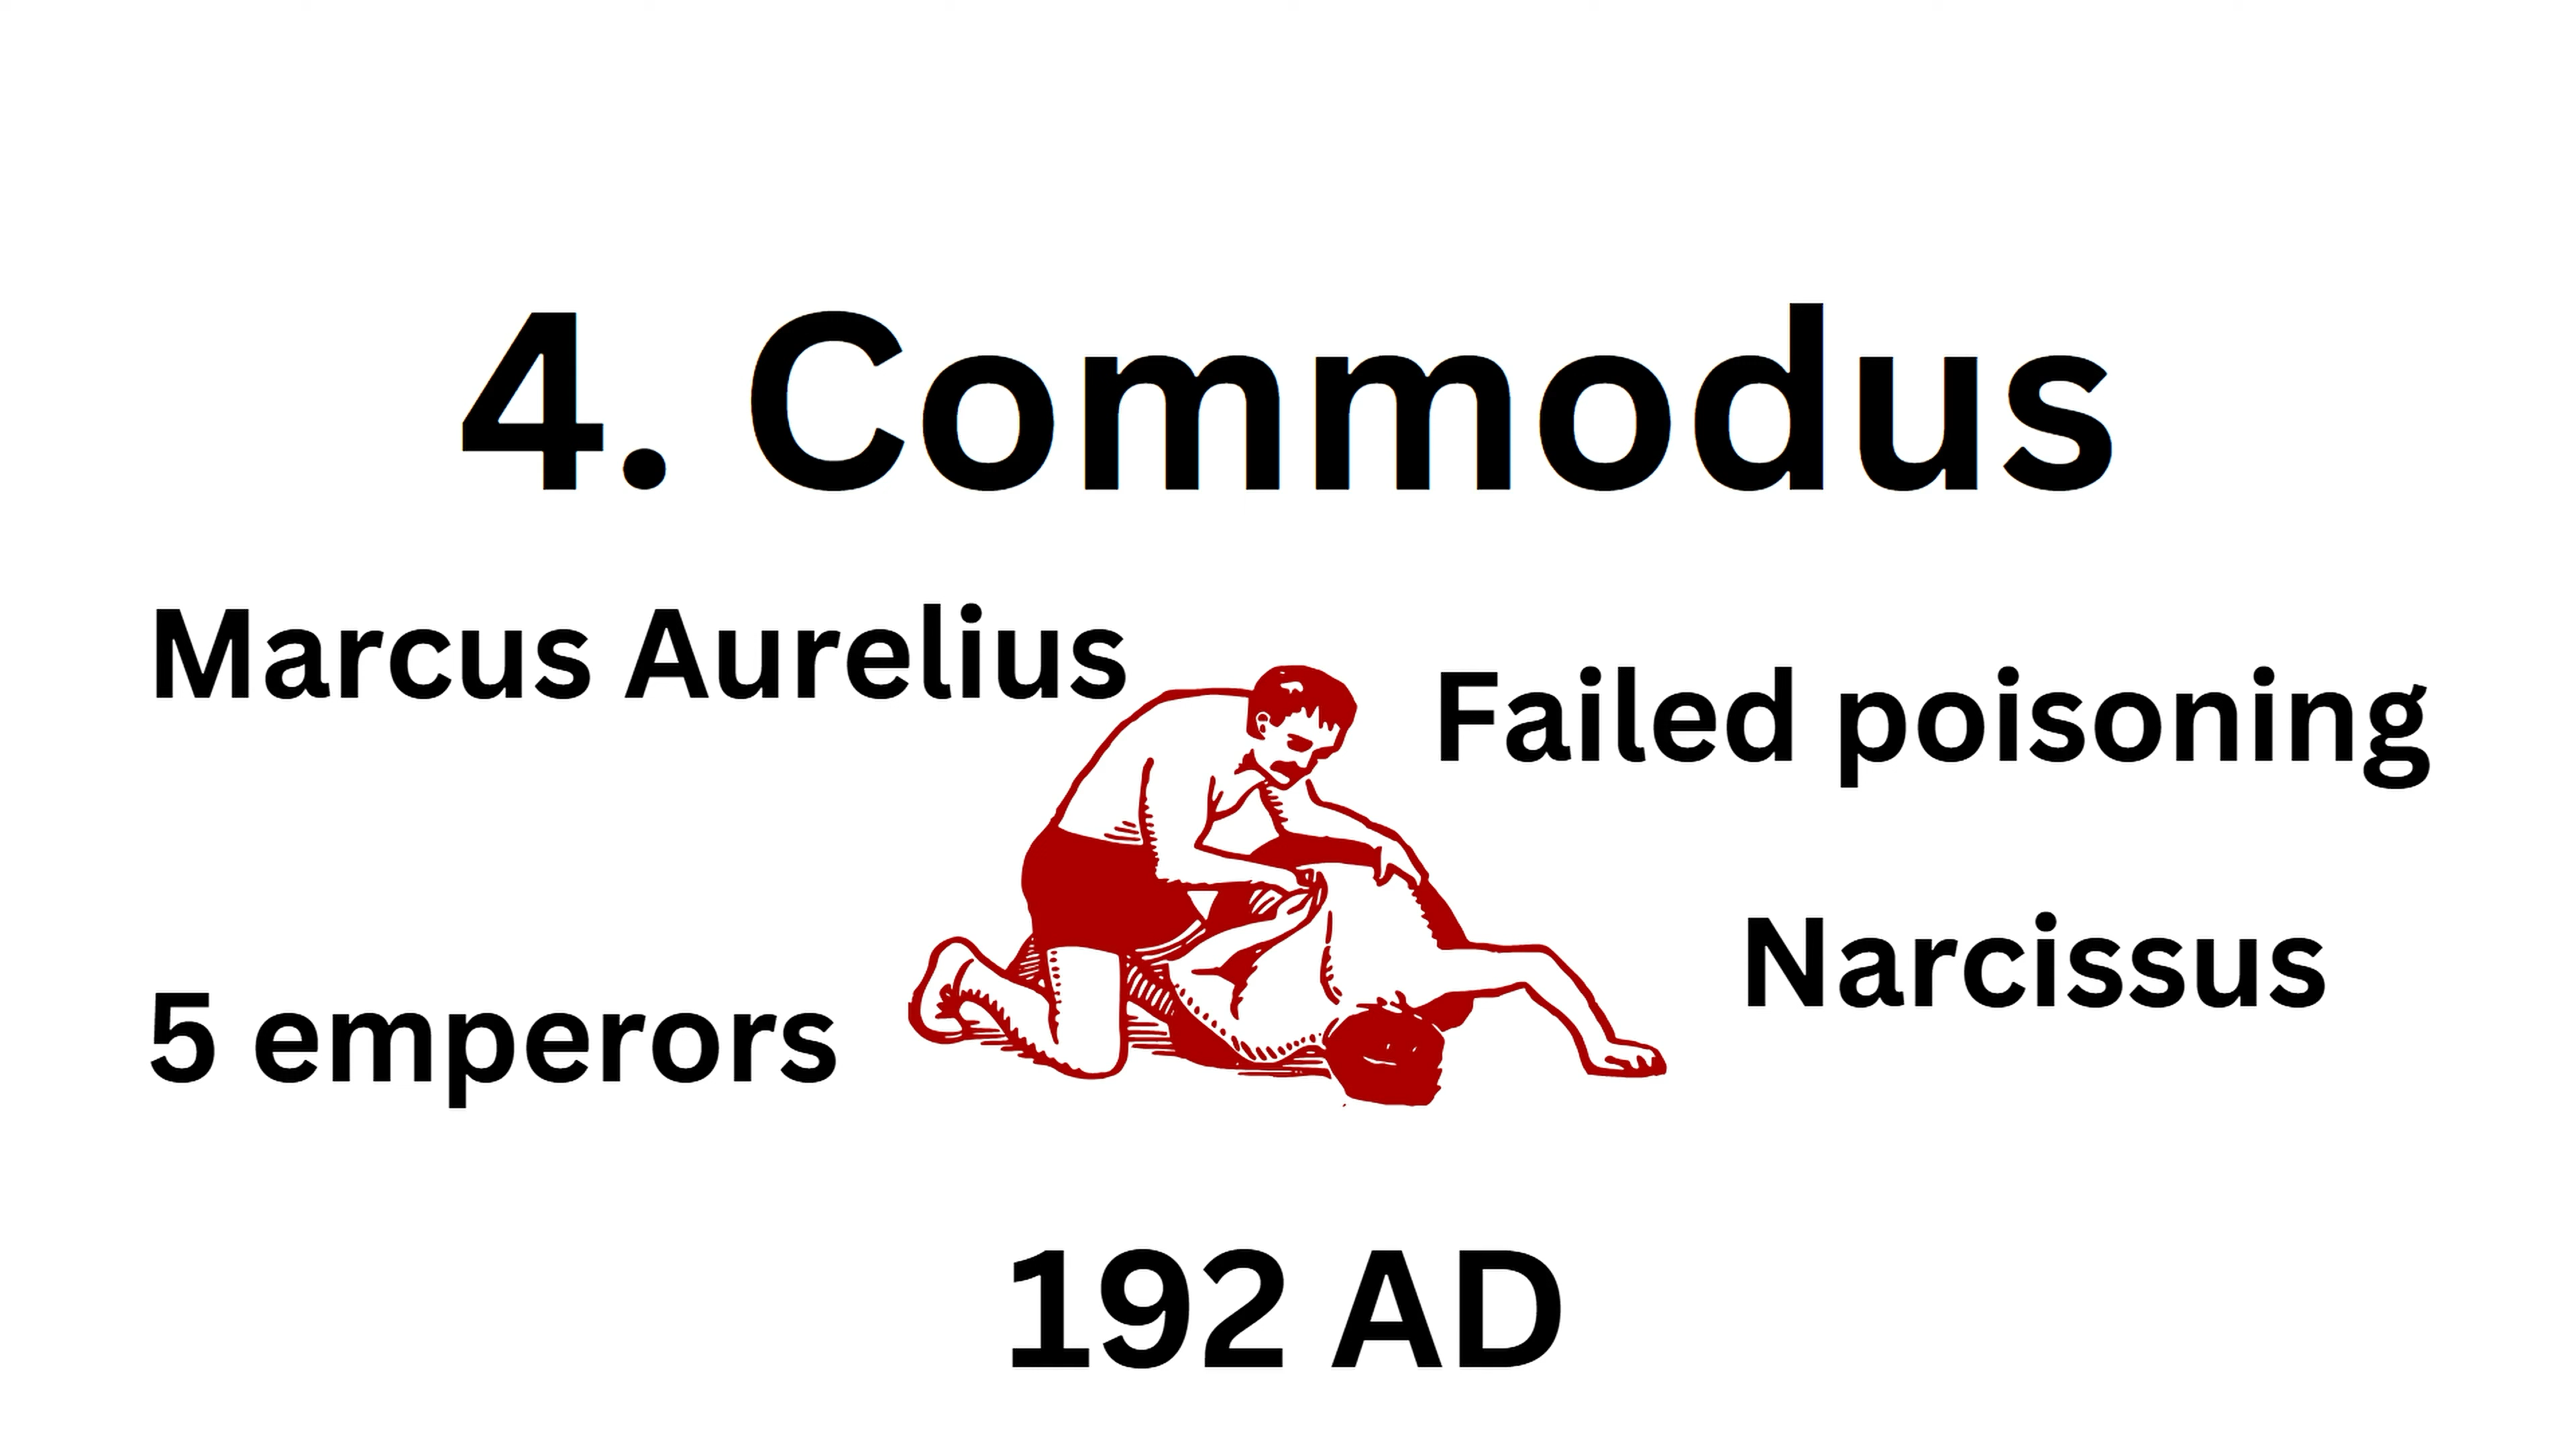 4. Commodus
Marcus Aurelius
Failed poisoning
Narcissus
5 emperors
192 AD